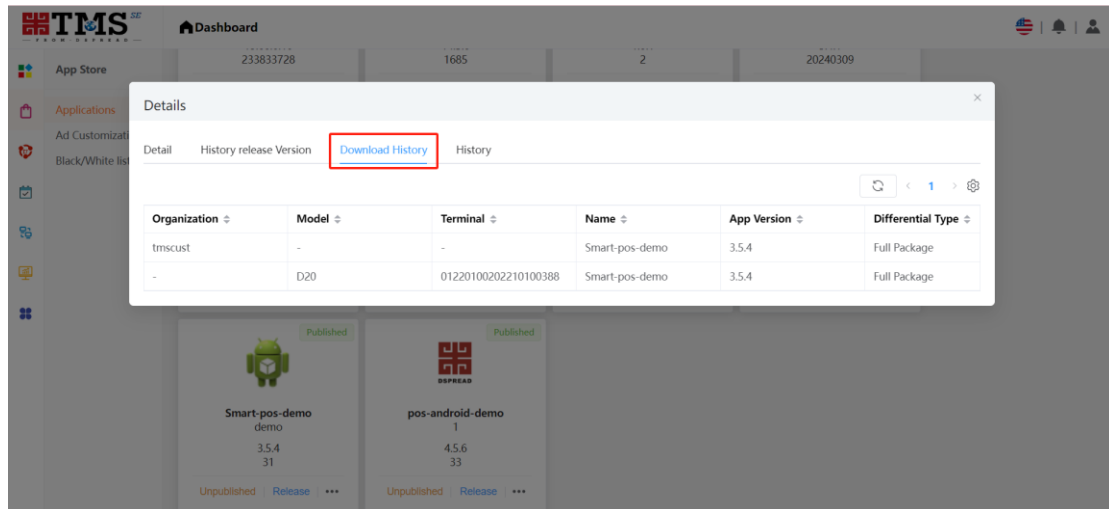 TMS SE
FROM DSPREAD
Dashboard
App Store
Applications
Ad Customizati
Black/White list
233833728
1685
2
20240309
Details
Detail History release Version Download History History
1
Organization Model Terminal Name App Version Differential Type
tmscust - - Smart-pos-demo 3.5.4 Full Package
- D20 01220100202210100388 Smart-pos-demo 3.5.4 Full Package
Published
Smart-pos-demo
demo
3.5.4
31
Unpublished Release •••
Published
DSPREAD
pos-android-demo
1
4.5.6
33
Unpublished Release •••